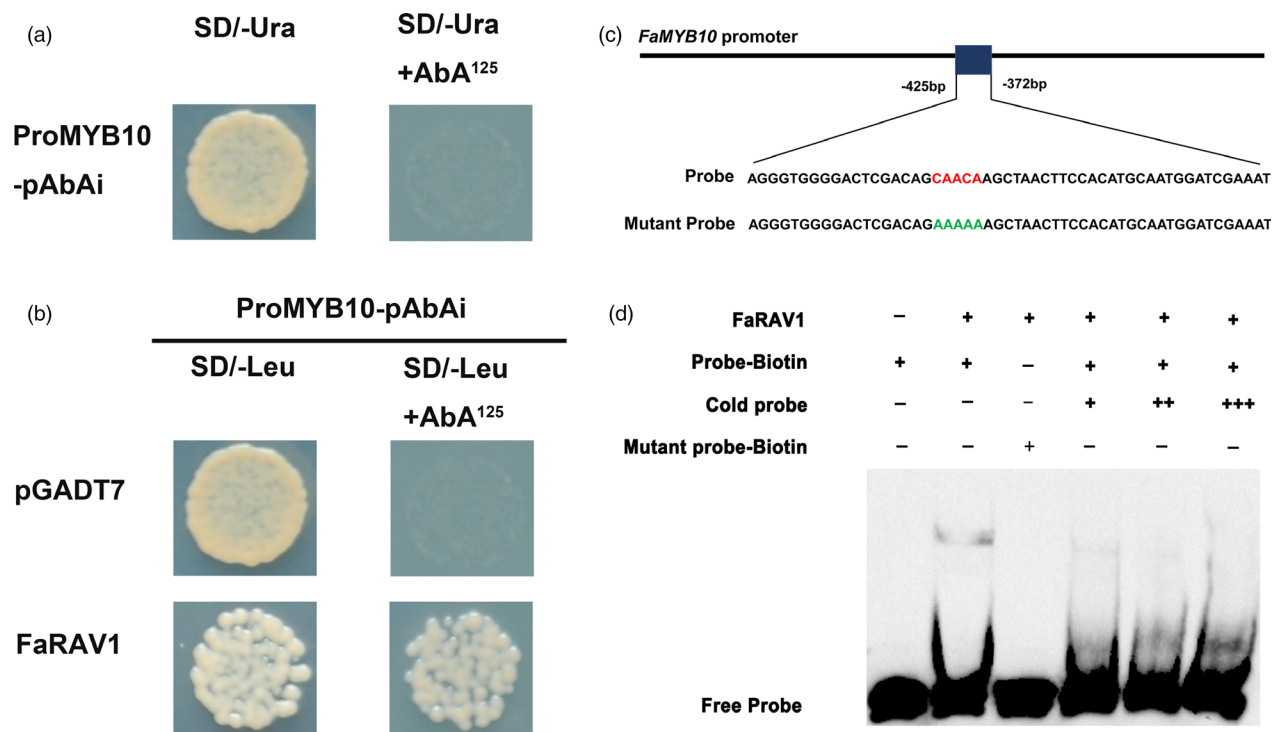 (a)
SD/-Ura
SD/-Ura
+AbA¹²⁵
ProMYB10
-pAbAi
(b)
ProMYB10-pAbAi
SD/-Leu
SD/-Leu
+AbA¹²⁵
pGADT7
FaRAV1
(c)
FaMYB10 promoter
-425bp
-372bp
Probe AGGGTGGGGACTCGACAGCAACAAGCTAACTTCCACATGCAATGGATCGAAAT
Mutant Probe AGGGTGGGGACTCGACAGAAAAAAGCTAACTTCCACATGCAATGGATCGAAAT
(d)
FaRAV1 – + + + + +
Probe-Biotin + + – + + +
Cold probe – – – + ++ +++
Mutant probe-Biotin – – + – – –
Free Probe